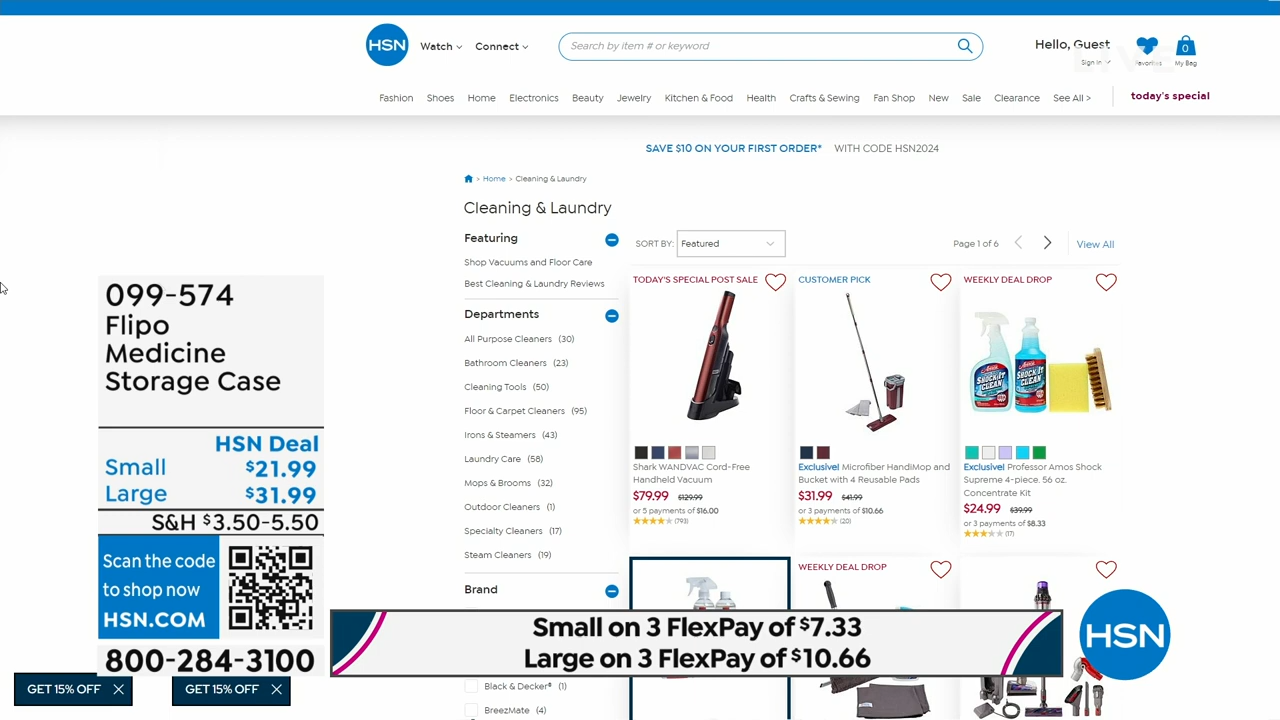 HSN
Watch
Connect
Search by item # or keyword
Hello, Guest
Sign In
Favorites
0
My Bag
Fashion Shoes Home Electronics Beauty Jewelry Kitchen & Food Health Crafts & Sewing Fan Shop New Sale Clearance See All >
today's special
SAVE $10 ON YOUR FIRST ORDER* WITH CODE HSN2024
> Home > Cleaning & Laundry
Cleaning & Laundry
Featuring
Shop Vacuums and Floor Care
Best Cleaning & Laundry Reviews
Departments
All Purpose Cleaners (30)
Bathroom Cleaners (23)
Cleaning Tools (50)
Floor & Carpet Cleaners (95)
Irons & Steamers (43)
Laundry Care (58)
Mops & Brooms (32)
Outdoor Cleaners (1)
Specialty Cleaners (17)
Steam Cleaners (19)
Brand
Black & Decker® (1)
BreezMate (4)
SORT BY: Featured
Page 1 of 6
View All
TODAY'S SPECIAL POST SALE
Shark WANDVAC Cord-Free
Handheld Vacuum
$79.99 $129.99
or 5 payments of $16.00
(793)
CUSTOMER PICK
Exclusive! Microfiber HandiMop and
Bucket with 4 Reusable Pads
$31.99 $41.99
or 3 payments of $10.66
(20)
WEEKLY DEAL DROP
SHOCK IT
CLEAN
SHOCK IT
CLEAN
Exclusive! Professor Amos Shock
Supreme 4-piece. 56 oz.
Concentrate Kit
$24.99 $39.99
or 3 payments of $8.33
(17)
WEEKLY DEAL DROP
099-574
Flipo
Medicine
Storage Case
HSN Deal
Small $21.99
Large $31.99
S&H $3.50-5.50
Scan the code
to shop now
HSN.COM
800-284-3100
GET 15% OFF
GET 15% OFF
Small on 3 FlexPay of $7.33
Large on 3 FlexPay of $10.66
HSN